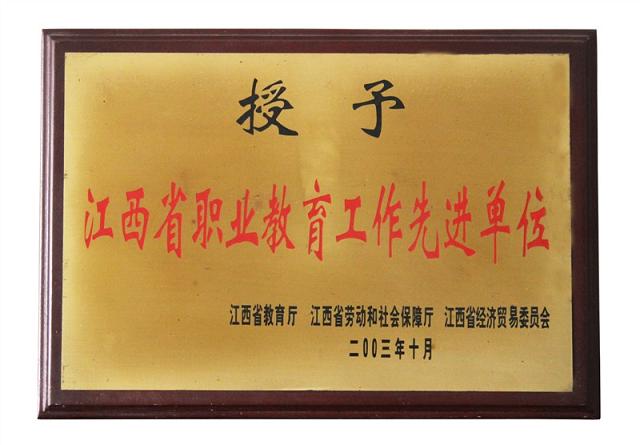 授予
江西省职业教育工作先进单位
江西省教育厅 江西省劳动和社会保障厅 江西省经济贸易委员会
二00三年十月